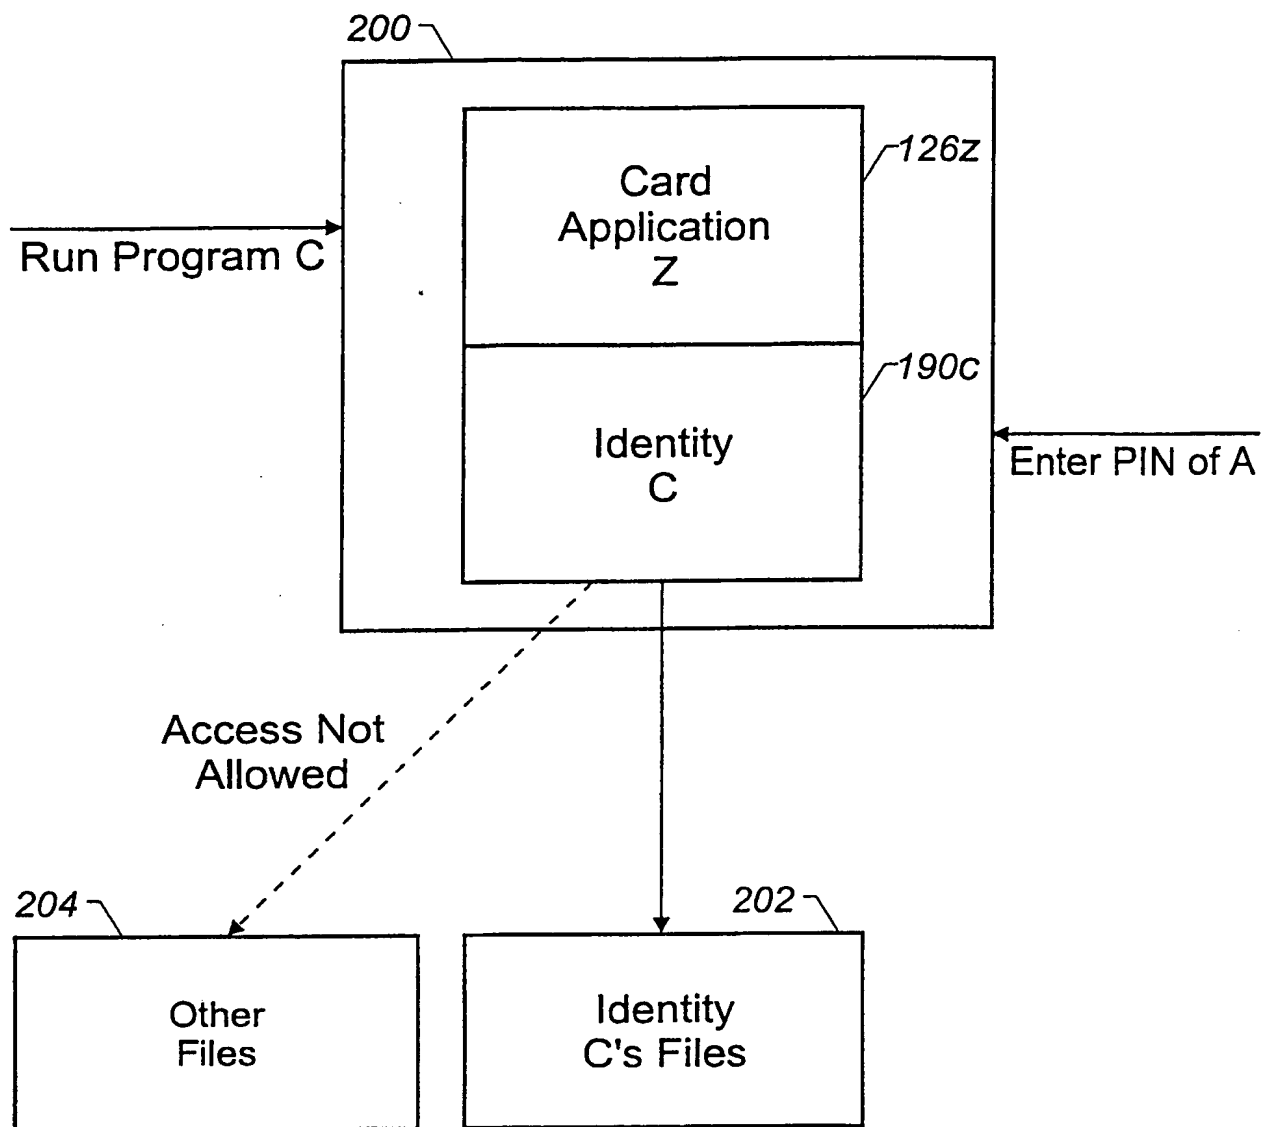 200
Card
Application
Z
126z
Run Program C
190c
Identity
C
Enter PIN of A
Access Not
Allowed
204
202
Other
Files
Identity
C's Files